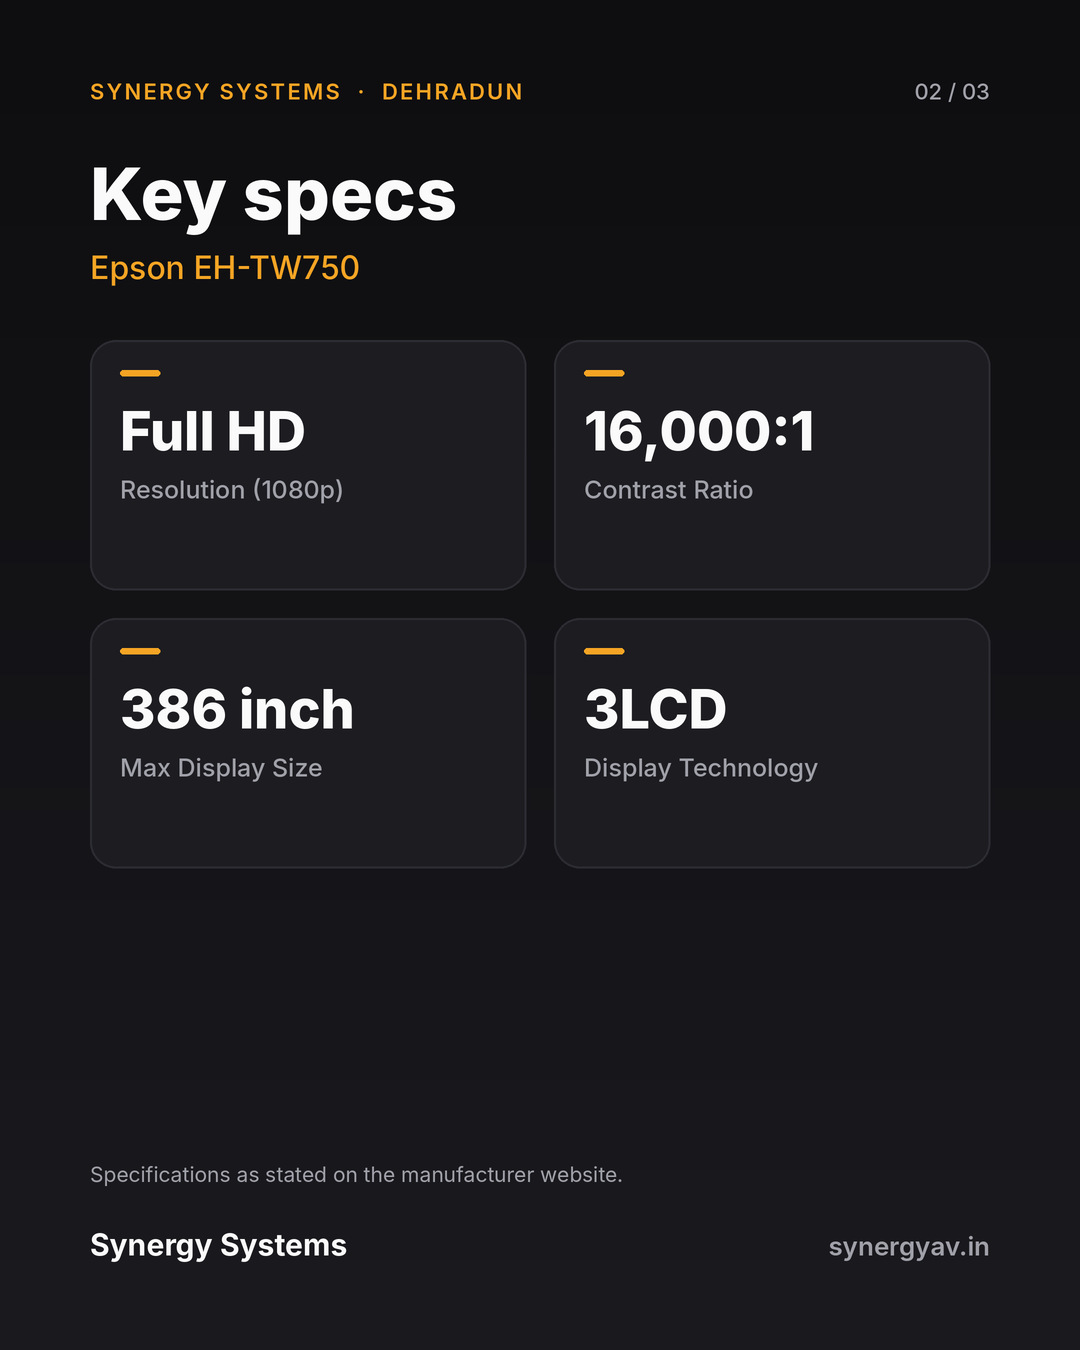 SYNERGY SYSTEMS · DEHRADUN
02 / 03
Key specs
Epson EH-TW750
Full HD
Resolution (1080p)
16,000:1
Contrast Ratio
386 inch
Max Display Size
3LCD
Display Technology
Specifications as stated on the manufacturer website.
Synergy Systems
synergyav.in